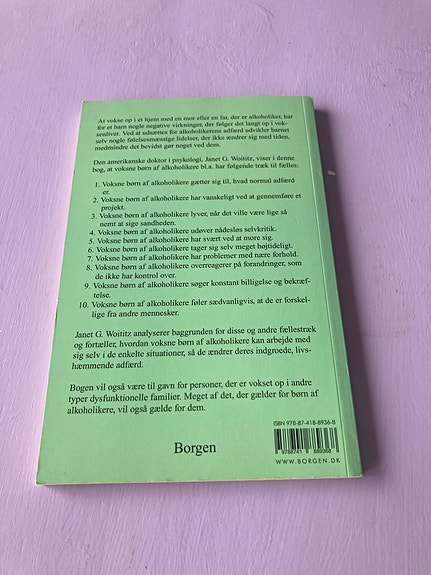 At vokse op i et hjem med en mor eller en far, der er alkoholiker, har
for et barn nogle negative virkninger, der følger det langt op i vok-
senlivet. Ved at udsættes for alkoholikerens adfærd udvikler barnet
selv nogle følelsesmæssige lidelser, der ikke ændrer sig med tiden,
medmindre det bevidst gør noget ved dem.
Den amerikanske doktor i psykologi, Janet G. Woititz, viser i denne
bog, at voksne børn af alkoholikere bl.a. har følgende træk til fælles:
1. Voksne børn af alkoholikere gætter sig til, hvad normal adfærd
er.
2. Voksne børn af alkoholikere har vanskeligt ved at gennemføre et
projekt.
3. Voksne børn af alkoholikere lyver, når det ville være lige så
nemt at sige sandheden.
4. Voksne børn af alkoholikere udøver nådesløs selvkritik.
5. Voksne børn af alkoholikere har svært ved at more sig.
6. Voksne børn af alkoholikere tager sig selv meget højtideligt.
7. Voksne børn af alkoholikere har problemer med nære forhold.
8. Voksne børn af alkoholikere overreagerer på forandringer, som
de ikke har kontrol over.
9. Voksne børn af alkoholikere søger konstant billigelse og bekræf-
telse.
10. Voksne børn af alkoholikere føler sædvanligvis, at de er forskel-
lige fra andre mennesker.
Janet G. Woititz analyserer baggrunden for disse og andre fællestræk
og fortæller, hvordan voksne børn af alkoholikere kan arbejde med
sig selv i de enkelte situationer, så de ændrer deres indgroede, livs-
hæmmende adfærd.
Bogen vil også være til gavn for personer, der er vokset op i andre
typer dysfunktionelle familier. Meget af det, der gælder for børn af
alkoholikere, vil også gælde for dem.
Borgen
ISBN 978-87-418-8936-8
9 788741 889368
WWW.BORGEN.DK